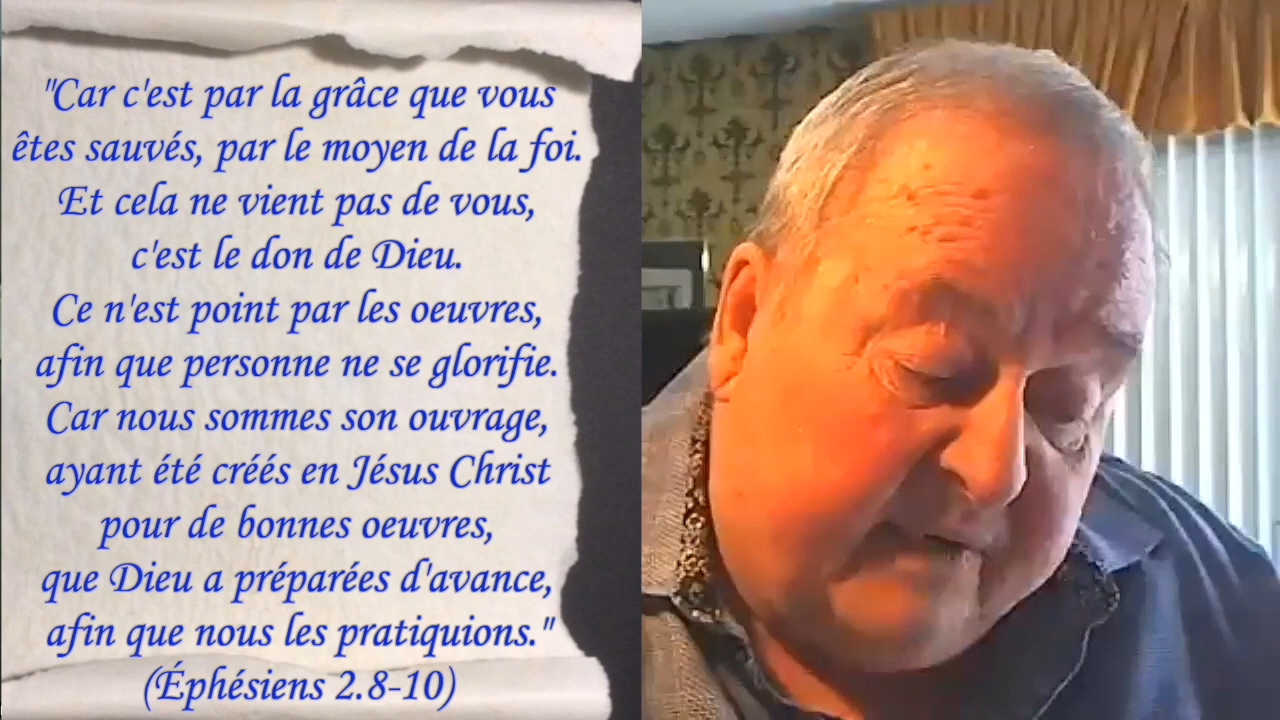 "Car c'est par la grâce que vous
êtes sauvés, par le moyen de la foi.
Et cela ne vient pas de vous,
c'est le don de Dieu.
Ce n'est point par les oeuvres,
afin que personne ne se glorifie.
Car nous sommes son ouvrage,
ayant été créés en Jésus Christ
pour de bonnes oeuvres,
que Dieu a préparées d'avance,
afin que nous les pratiquions."
(Éphésiens 2.8-10)